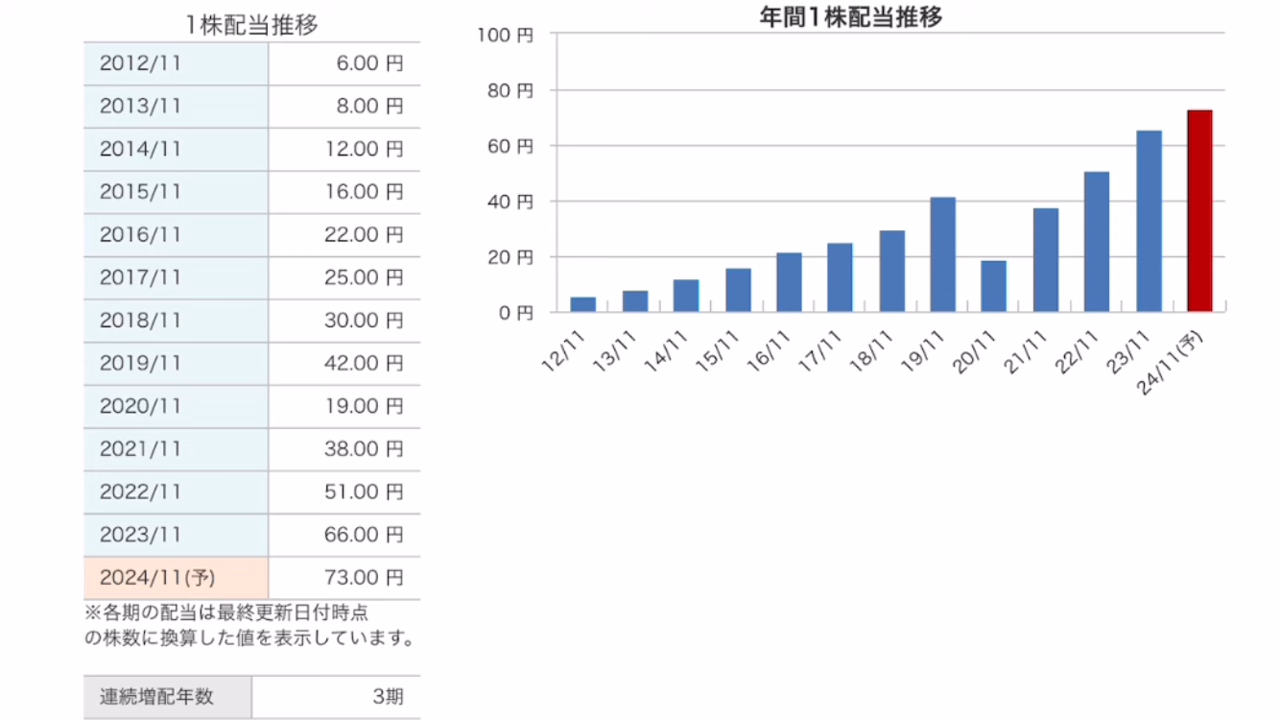 1株配当推移
2012/11 6.00 円
2013/11 8.00 円
2014/11 12.00 円
2015/11 16.00 円
2016/11 22.00 円
2017/11 25.00 円
2018/11 30.00 円
2019/11 42.00 円
2020/11 19.00 円
2021/11 38.00 円
2022/11 51.00 円
2023/11 66.00 円
2024/11(予) 73.00 円
※各期の配当は最終更新日付時点
の株数に換算した値を表示しています。
連続増配年数 3期
年間1株配当推移
100 円
80 円
60 円
40 円
20 円
0 円
12/11
13/11
14/11
15/11
16/11
17/11
18/11
19/11
20/11
21/11
22/11
23/11
24/11(予)